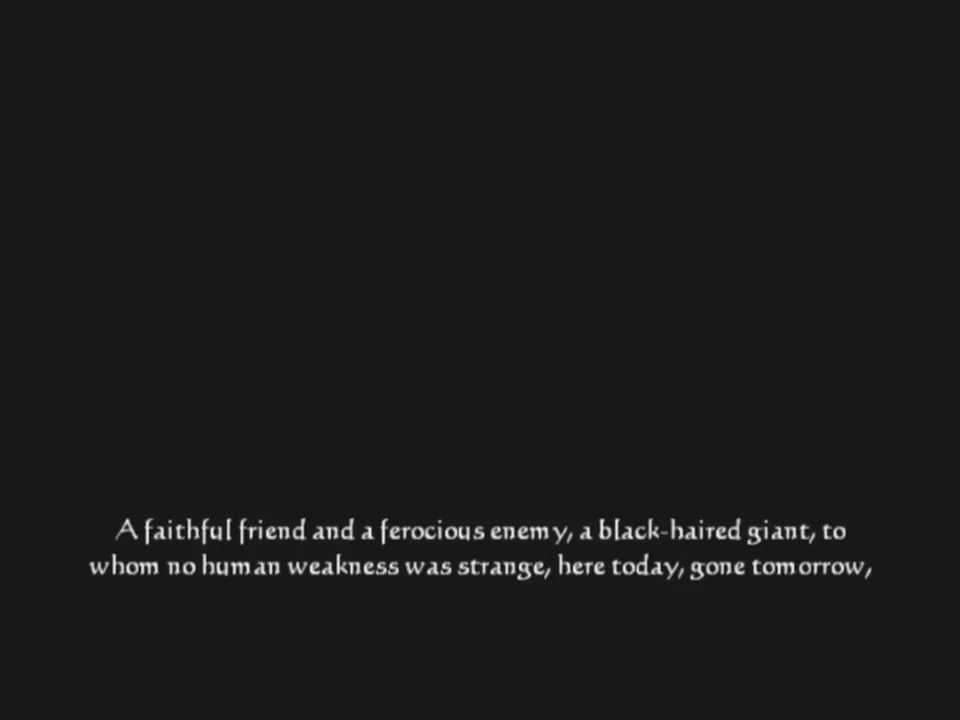 A faithful friend and a ferocious enemy, a black-haired giant, to
whom no human weakness was strange, here today, gone tomorrow,